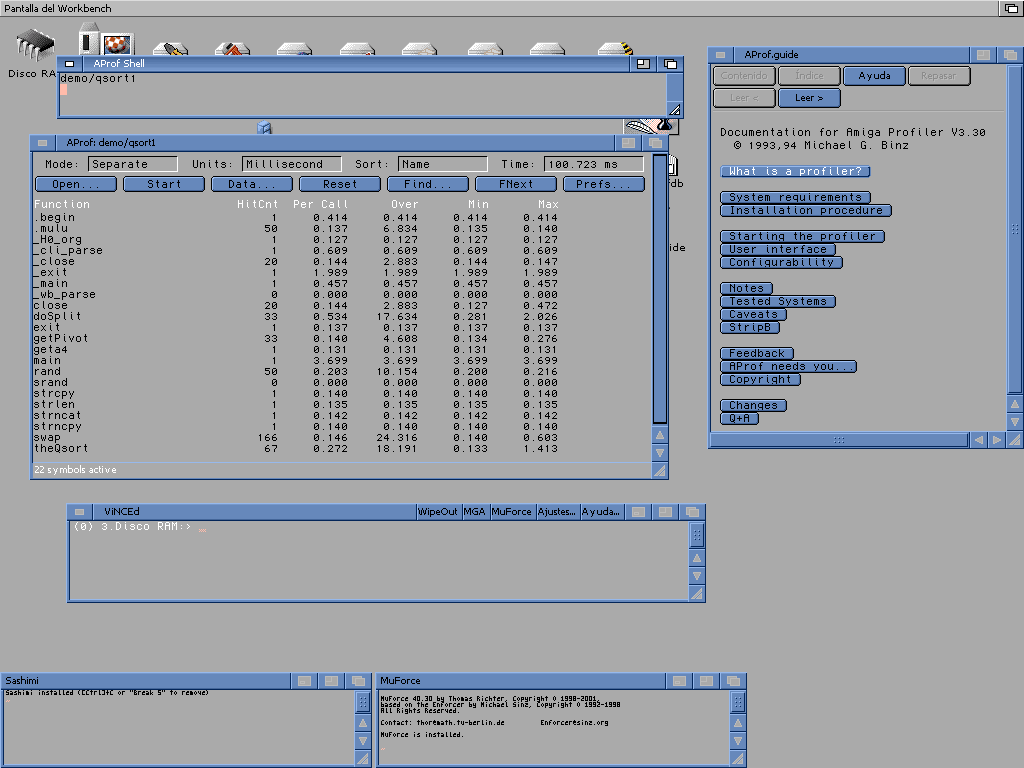 Pantalla del Workbench
Disco RA
AProf Shell
demo/qsort1
AProf: demo/qsort1
Mode: Separate Units: Millisecond Sort: Name Time: 100.723 ms
Open... Start Data... Reset Find... FNext Prefs...
Function HitCnt Per Call Over Min Max
.begin 1 0.414 0.414 0.414 0.414
.mulu 50 0.137 6.834 0.135 0.140
_H0_org 1 0.127 0.127 0.127 0.127
_cli_parse 1 0.609 0.609 0.609 0.609
_close 20 0.144 2.883 0.144 0.147
_exit 1 1.989 1.989 1.989 1.989
_main 1 0.457 0.457 0.457 0.457
_wb_parse 0 0.000 0.000 0.000 0.000
close 20 0.144 2.883 0.127 0.472
doSplit 33 0.534 17.634 0.281 2.026
exit 1 0.137 0.137 0.137 0.137
getPivot 33 0.140 4.608 0.134 0.276
geta4 1 0.131 0.131 0.131 0.131
main 1 3.699 3.699 3.699 3.699
rand 50 0.203 10.154 0.200 0.216
srand 0 0.000 0.000 0.000 0.000
strcpy 1 0.140 0.140 0.140 0.140
strlen 1 0.135 0.135 0.135 0.135
strncat 1 0.142 0.142 0.142 0.142
strncpy 1 0.140 0.140 0.140 0.140
swap 166 0.146 24.316 0.140 0.603
theQsort 67 0.272 18.191 0.133 1.413
22 symbols active
fdb
ide
AProf.guide
Contenido Índice Ayuda Repasar
Leer < Leer >
Documentation for Amiga Profiler V3.30
© 1993,94 Michael G. Binz
What is a profiler?
System requirements
Installation procedure
Starting the profiler
User interface
Configurability
Notes
Tested Systems
Caveats
StripB
Feedback
AProf needs you...
Copyright
Changes
Q+A
ViNCEd WipeOut MGA MuForce Ajustes... Ayuda...
(0) 3.Disco RAM:>
Sashimi
Sashimi installed ([Ctrl]+C or "Break 5" to remove)
MuForce
MuForce 40.30 by Thomas Richter, Copyright © 1998-2001,
based on the Enforcer by Michael Sinz, Copyright © 1992-1998
All Rights Reserved.
Contact: thor@math.tu-berlin.de Enforcer@sinz.org
MuForce is installed.